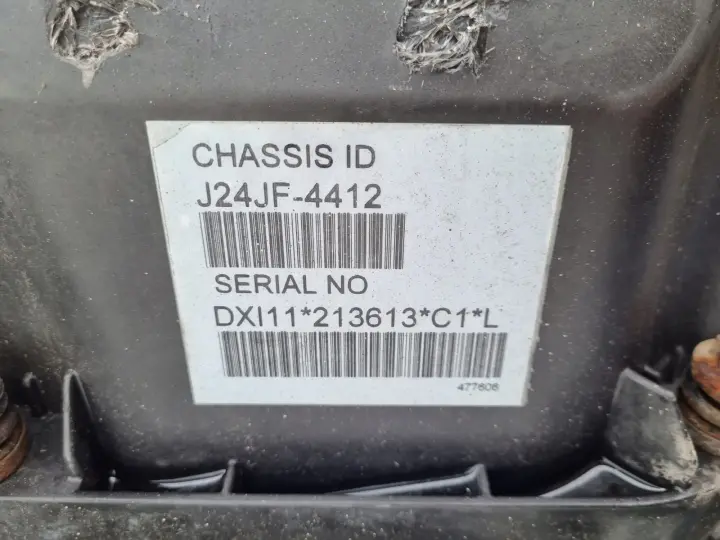 CHASSIS ID
J24JF-4412
SERIAL NO
DXI11*213613*C1*L
477606